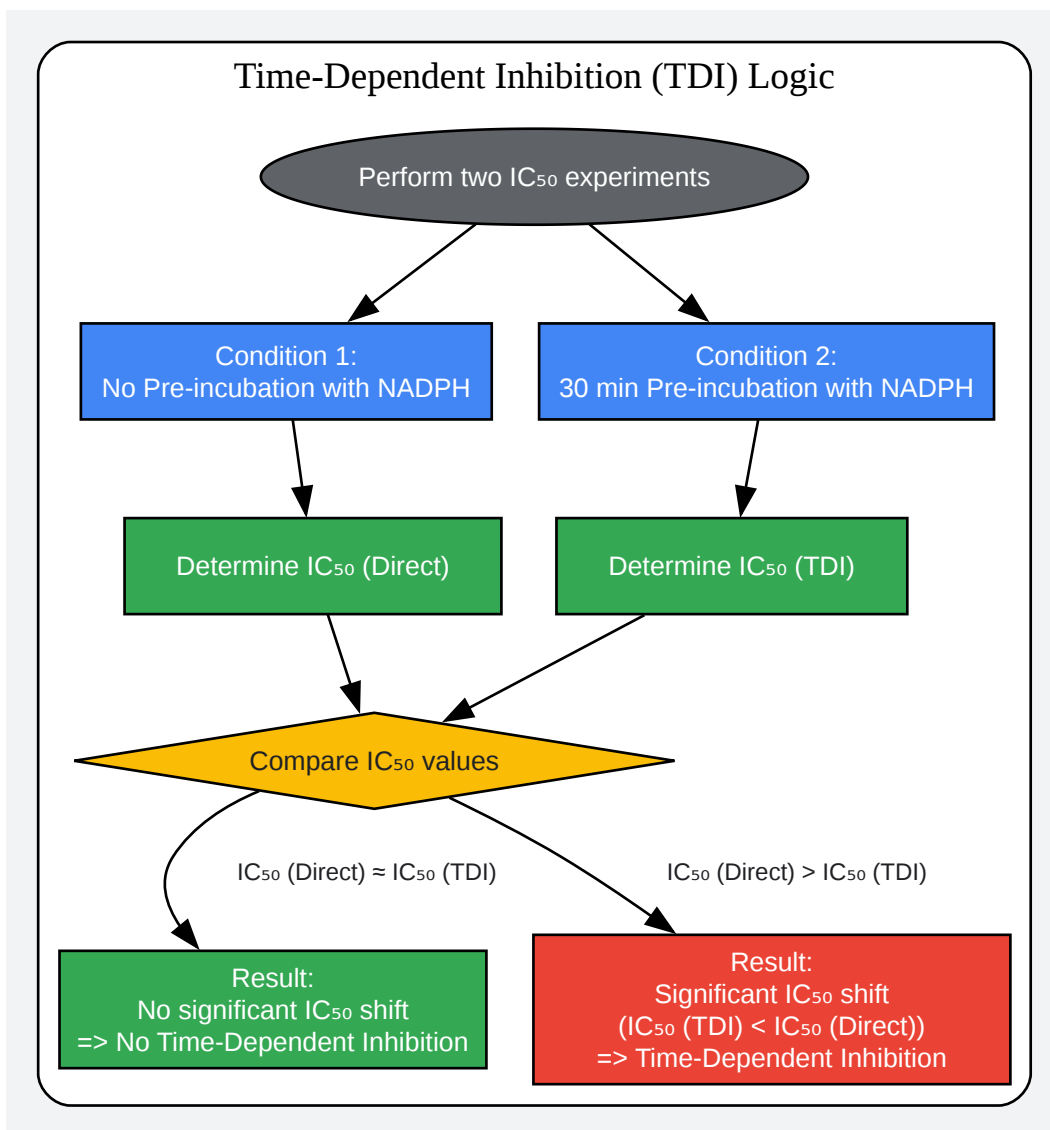 Time-Dependent Inhibition (TDI) Logic
Perform two IC₅₀ experiments
Condition 1:
No Pre-incubation with NADPH
Condition 2:
30 min Pre-incubation with NADPH
Determine IC₅₀ (Direct)
Determine IC₅₀ (TDI)
Compare IC₅₀ values
IC₅₀ (Direct) ≈ IC₅₀ (TDI)
IC₅₀ (Direct) > IC₅₀ (TDI)
Result:
No significant IC₅₀ shift
=> No Time-Dependent Inhibition
Result:
Significant IC₅₀ shift
(IC₅₀ (TDI) < IC₅₀ (Direct))
=> Time-Dependent Inhibition